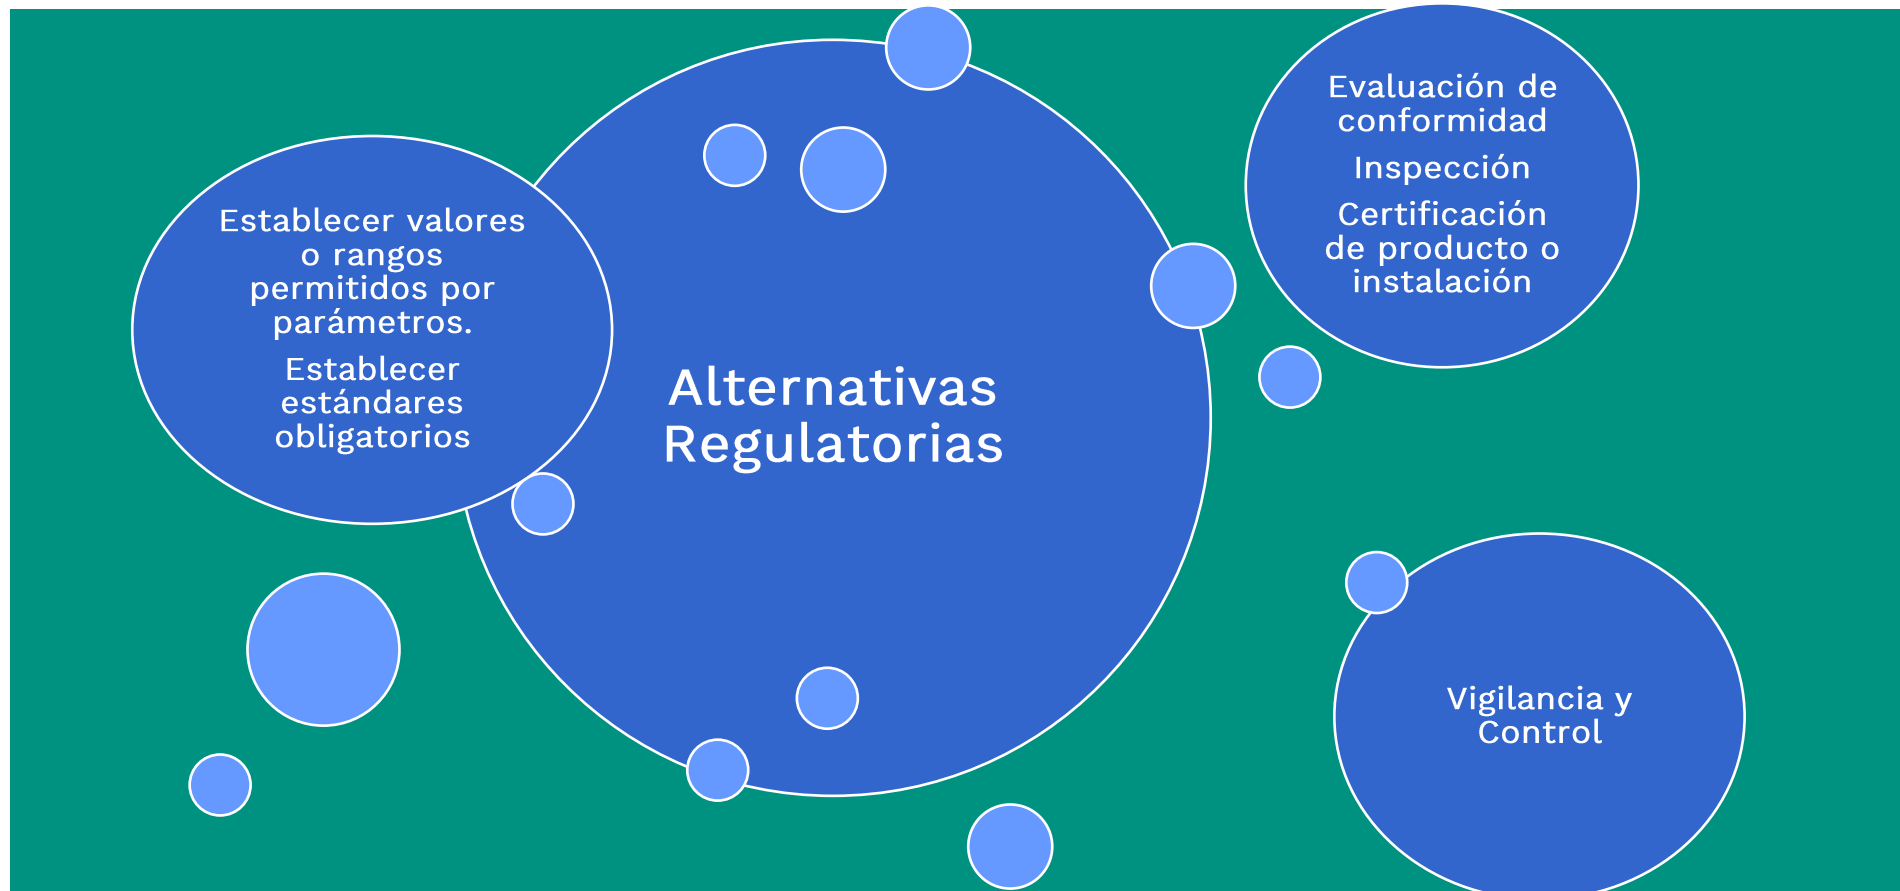 Establecer valores
o rangos
permitidos por
parámetros.
Establecer
estándares
obligatorios
Alternativas
Regulatorias
Evaluación de
conformidad
Inspección
Certificación
de producto o
instalación
Vigilancia y
Control